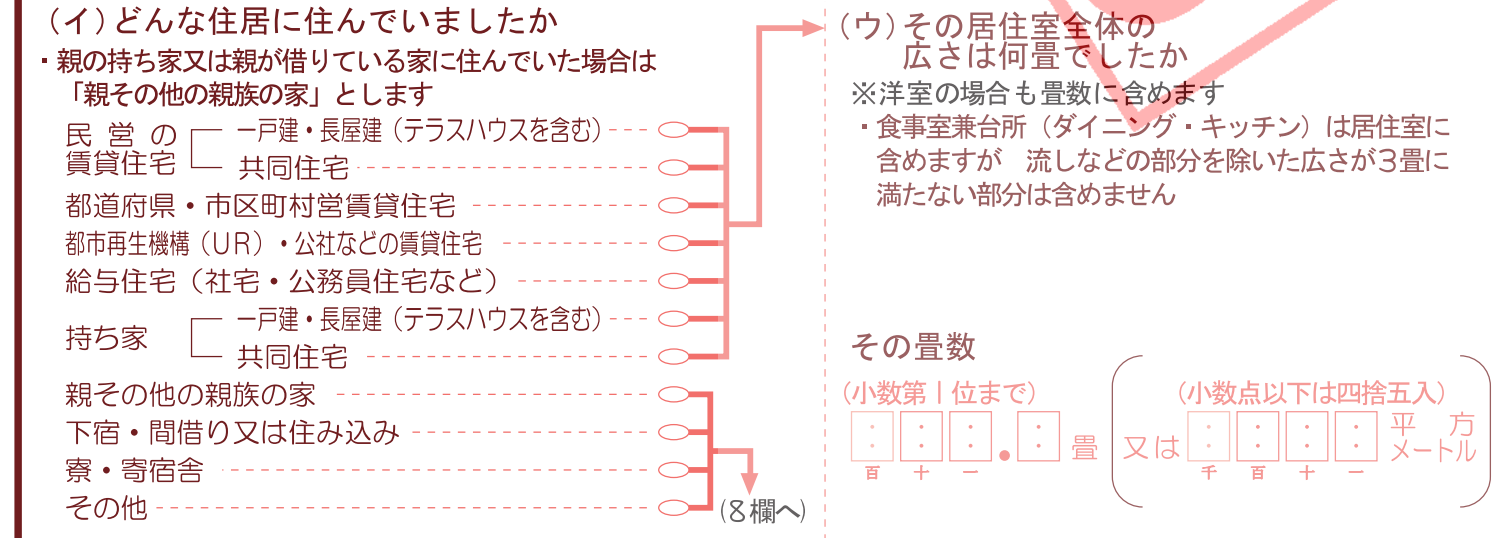 (イ)どんな住居に住んでいましたか
・親の持ち家又は親が借りている家に住んでいた場合は
「親その他の親族の家」とします
民営の
賃貸住宅
一戸建・長屋建(テラスハウスを含む)
共同住宅
都道府県・市区町村営賃貸住宅
都市再生機構(UR)・公社などの賃貸住宅
給与住宅(社宅・公務員住宅など)
持ち家
一戸建・長屋建(テラスハウスを含む)
共同住宅
親その他の親族の家
下宿・間借り又は住み込み
寮・寄宿舎
その他
(8欄へ)
(ウ)その居住室全体の
広さは何畳でしたか
※洋室の場合も畳数に含めます
・食事室兼台所(ダイニング・キッチン)は居住室に
含めますが 流しなどの部分を除いた広さが3畳に
満たない部分は含めません
その畳数
(小数第1位まで)
百 十 一 . 畳
又は
(小数点以下は四捨五入)
千 百 十 一
平方
メートル